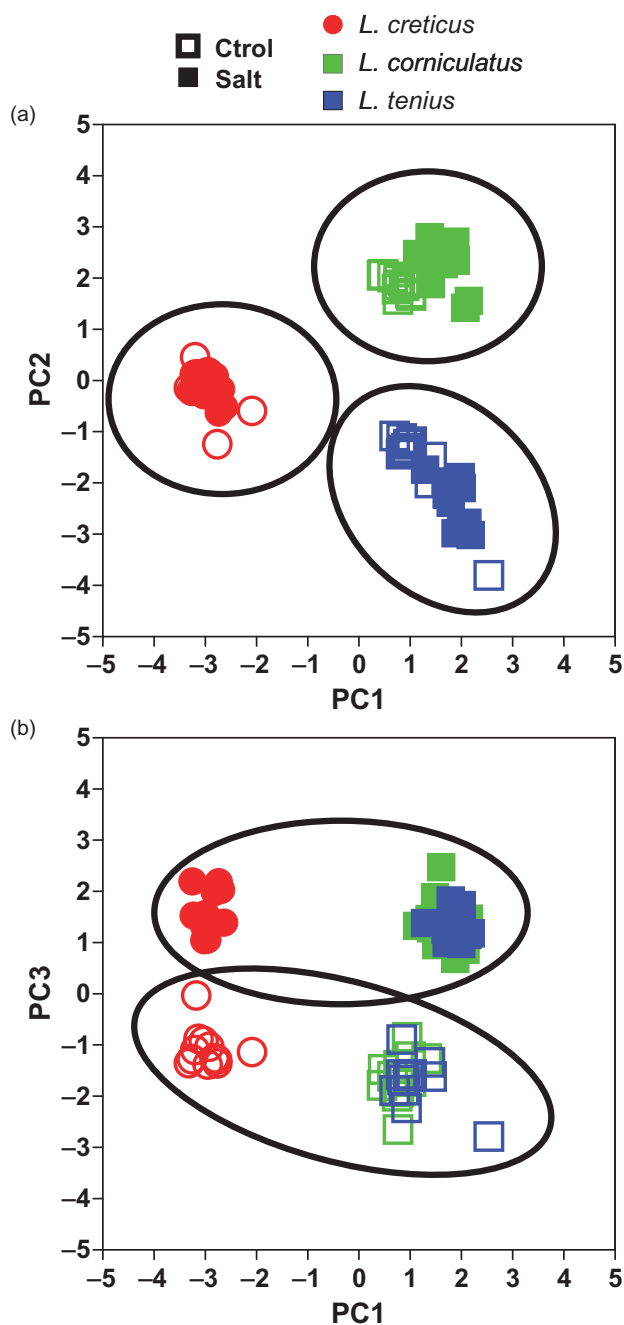 Ctrol
Salt
L. creticus
L. corniculatus
L. tenius
(a)
5
4
3
2
1
0
–1
–2
–3
–4
–5
PC2
–5 –4 –3 –2 –1 0 1 2 3 4 5
PC1
(b)
5
4
3
2
1
0
–1
–2
–3
–4
–5
PC3
–5 –4 –3 –2 –1 0 1 2 3 4 5
PC1